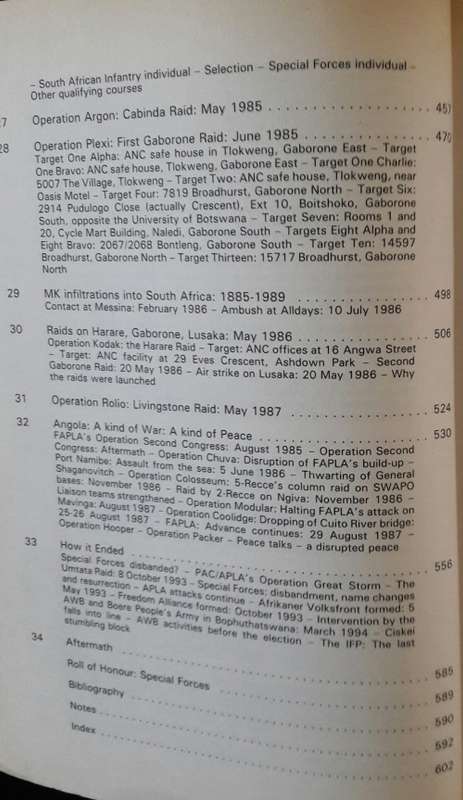 – South African Infantry individual – Selection – Special Forces individual –
Other qualifying courses
27 Operation Argon: Cabinda Raid: May 1985 . . . . . . . . . . . . . . . . . . . 457
28 Operation Plexi: First Gaborone Raid: June 1985 . . . . . . . . . . . . . . . 470
Target One Alpha: ANC safe house in Tlokweng, Gaborone East – Target
One Bravo: ANC safe house, Tlokweng, Gaborone East – Target One Charlie:
5007 The Village, Tlokweng – Target Two: ANC safe house, Tlokweng, near
Oasis Motel – Target Four: 7819 Broadhurst, Gaborone North – Target Six:
2914 Pudulogo Close (actually Crescent), Ext 10, Boitshoko, Gaborone
South, opposite the University of Botswana – Target Seven: Rooms 1 and
20, Cycle Mart Building, Naledi, Gaborone South – Targets Eight Alpha and
Eight Bravo: 2067/2068 Bontleng, Gaborone South – Target Ten: 14597
Broadhurst, Gaborone North – Target Thirteen: 15717 Broadhurst, Gaborone
North
29 MK infiltrations into South Africa: 1885-1989 . . . . . . . . . . . . . . . . 498
Contact at Messina: February 1986 – Ambush at Alldays: 10 July 1986
30 Raids on Harare, Gaborone, Lusaka: May 1986 . . . . . . . . . . . . . . . . 506
Operation Kodak: the Harare Raid – Target: ANC offices at 16 Angwa Street
– Target: ANC facility at 29 Eves Crescent, Ashdown Park – Second
Gaborone Raid: 20 May 1986 – Air strike on Lusaka: 20 May 1986 – Why
the raids were launched
31 Operation Rolio: Livingstone Raid: May 1987 . . . . . . . . . . . . . . . . 524
32 Angola: A kind of War: A kind of Peace . . . . . . . . . . . . . . . . . . . . 530
FAPLA's Operation Second Congress: August 1985 – Operation Second
Congress: Aftermath – Operation Chuva: Disruption of FAPLA's build-up –
Port Namibe: Assault from the sea: 5 June 1986 – Thwarting of General
Shaganovitch – Operation Colosseum: 5-Recce's column raid on SWAPO
bases: November 1986 – Raid by 2-Recce on Ngiva: November 1986 –
Liaison teams strengthened – Operation Modular; Halting FAPLA's attack on
Mavinga: August 1987 – Operation Coolidge: Dropping of Cuito River bridge:
25-26 August 1987 – FAPLA: Advance continues: 29 August 1987 –
Operation Hooper – Operation Packer – Peace talks – a disrupted peace
33 How it Ended . . . . . . . . . . . . . . . . . . . . . . . . . . . . . . . . . . 556
Special Forces disbanded? – PAC/APLA's Operation Great Storm – The
Umtata Raid: 8 October 1993 – Special Forces: disbandment, name changes
and resurrection – APLA attacks continue – Afrikaner Volksfront formed: 5
May 1993 – Freedom Alliance formed: October 1993 – Intervention by the
AWB and Boere People's Army in Bophuthatswana: March 1994 – Ciskei
falls into line – AWB activities before the election – The IFP: The last
stumbling block
34 Aftermath . . . . . . . . . . . . . . . . . . . . . . . . . . . . . . . . . . . . 585
Roll of Honour: Special Forces . . . . . . . . . . . . . . . . . . . . . . . . . 589
Bibliography . . . . . . . . . . . . . . . . . . . . . . . . . . . . . . . . . . . 590
Notes . . . . . . . . . . . . . . . . . . . . . . . . . . . . . . . . . . . . . . . 592
Index . . . . . . . . . . . . . . . . . . . . . . . . . . . . . . . . . . . . . . . 602